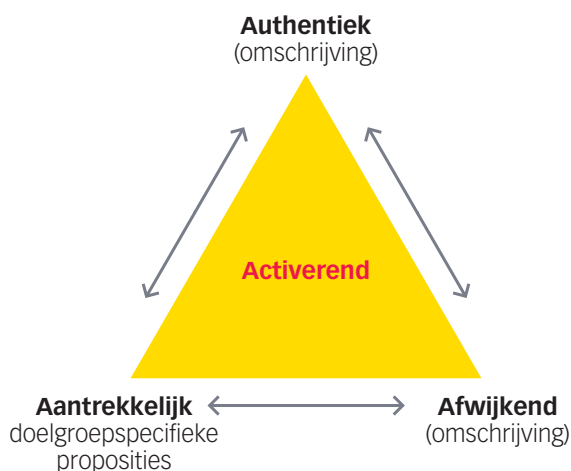 Authentiek
(omschrijving)
Activerend
Aantrekkelijk
doelgroepspecifieke
proposities
Afwijkend
(omschrijving)